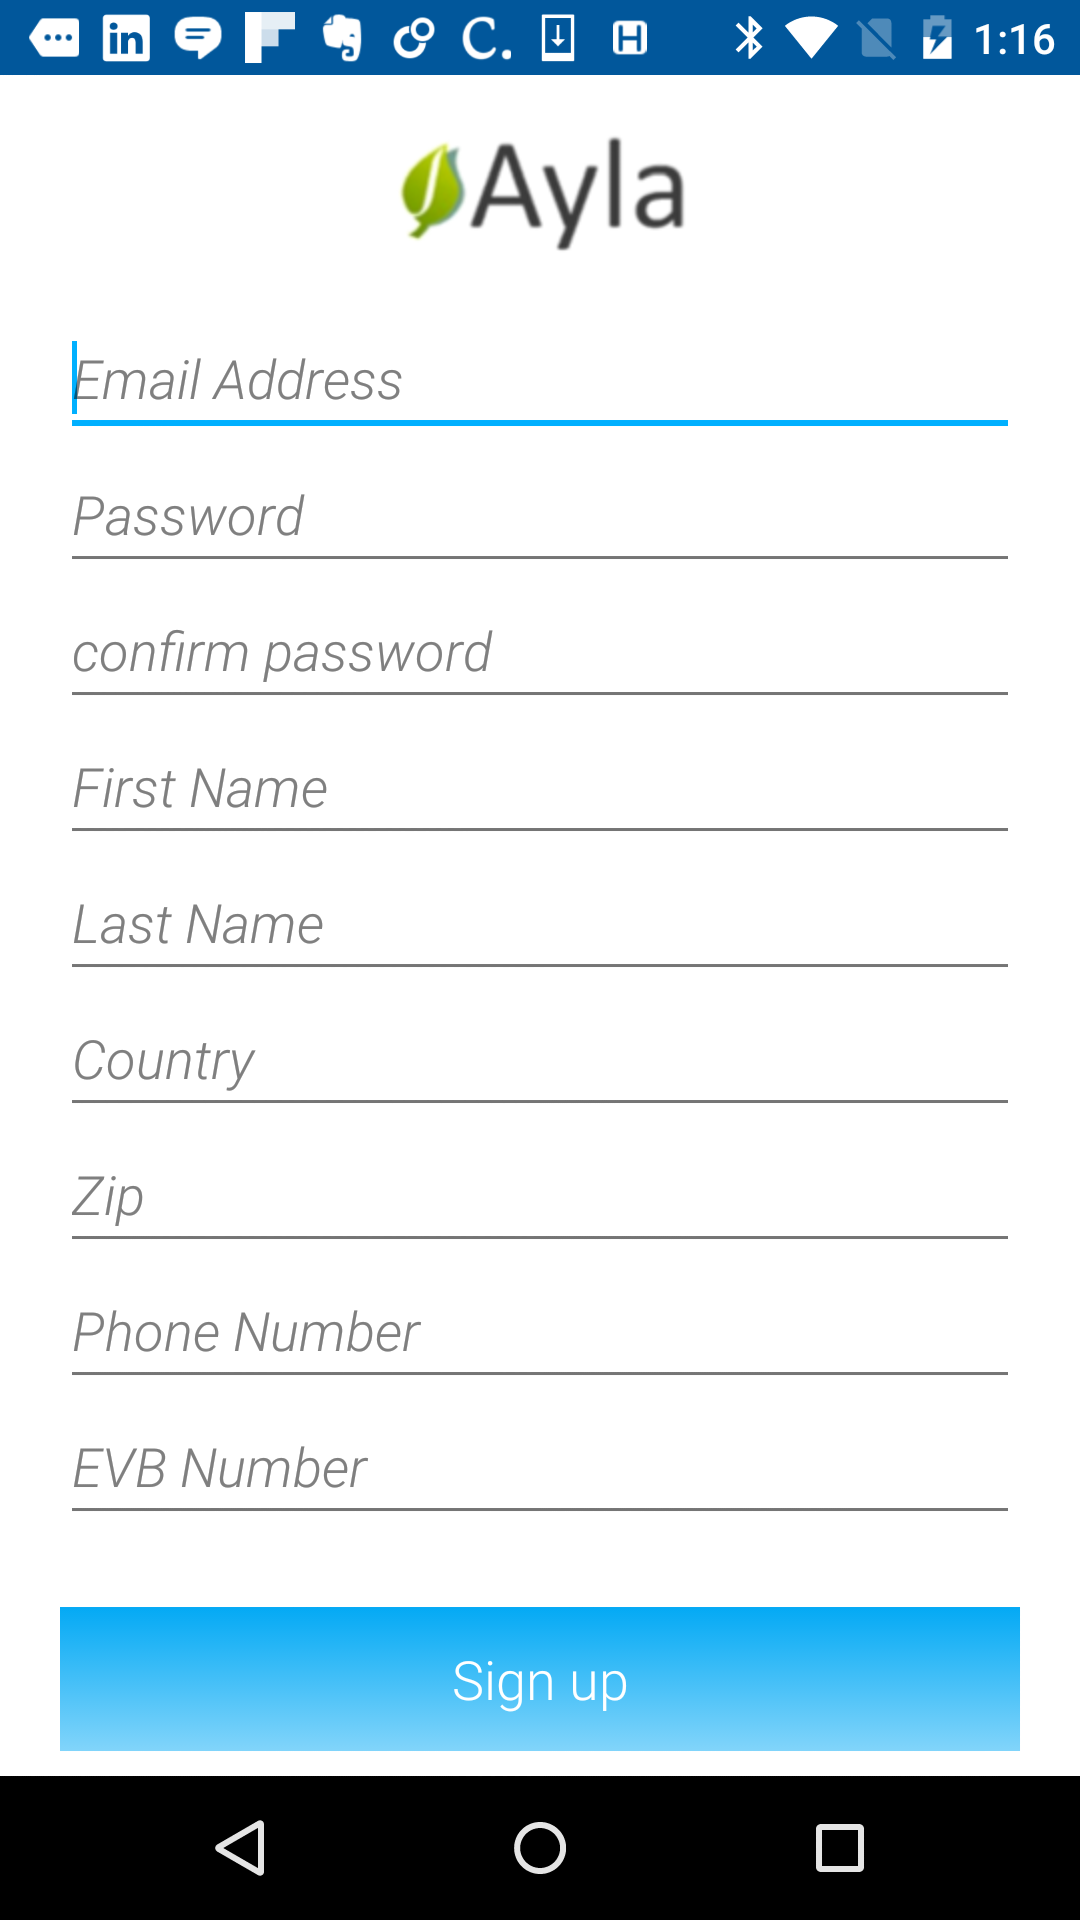 1:16
Ayla
Email Address
Password
confirm password
First Name
Last Name
Country
Zip
Phone Number
EVB Number
Sign up